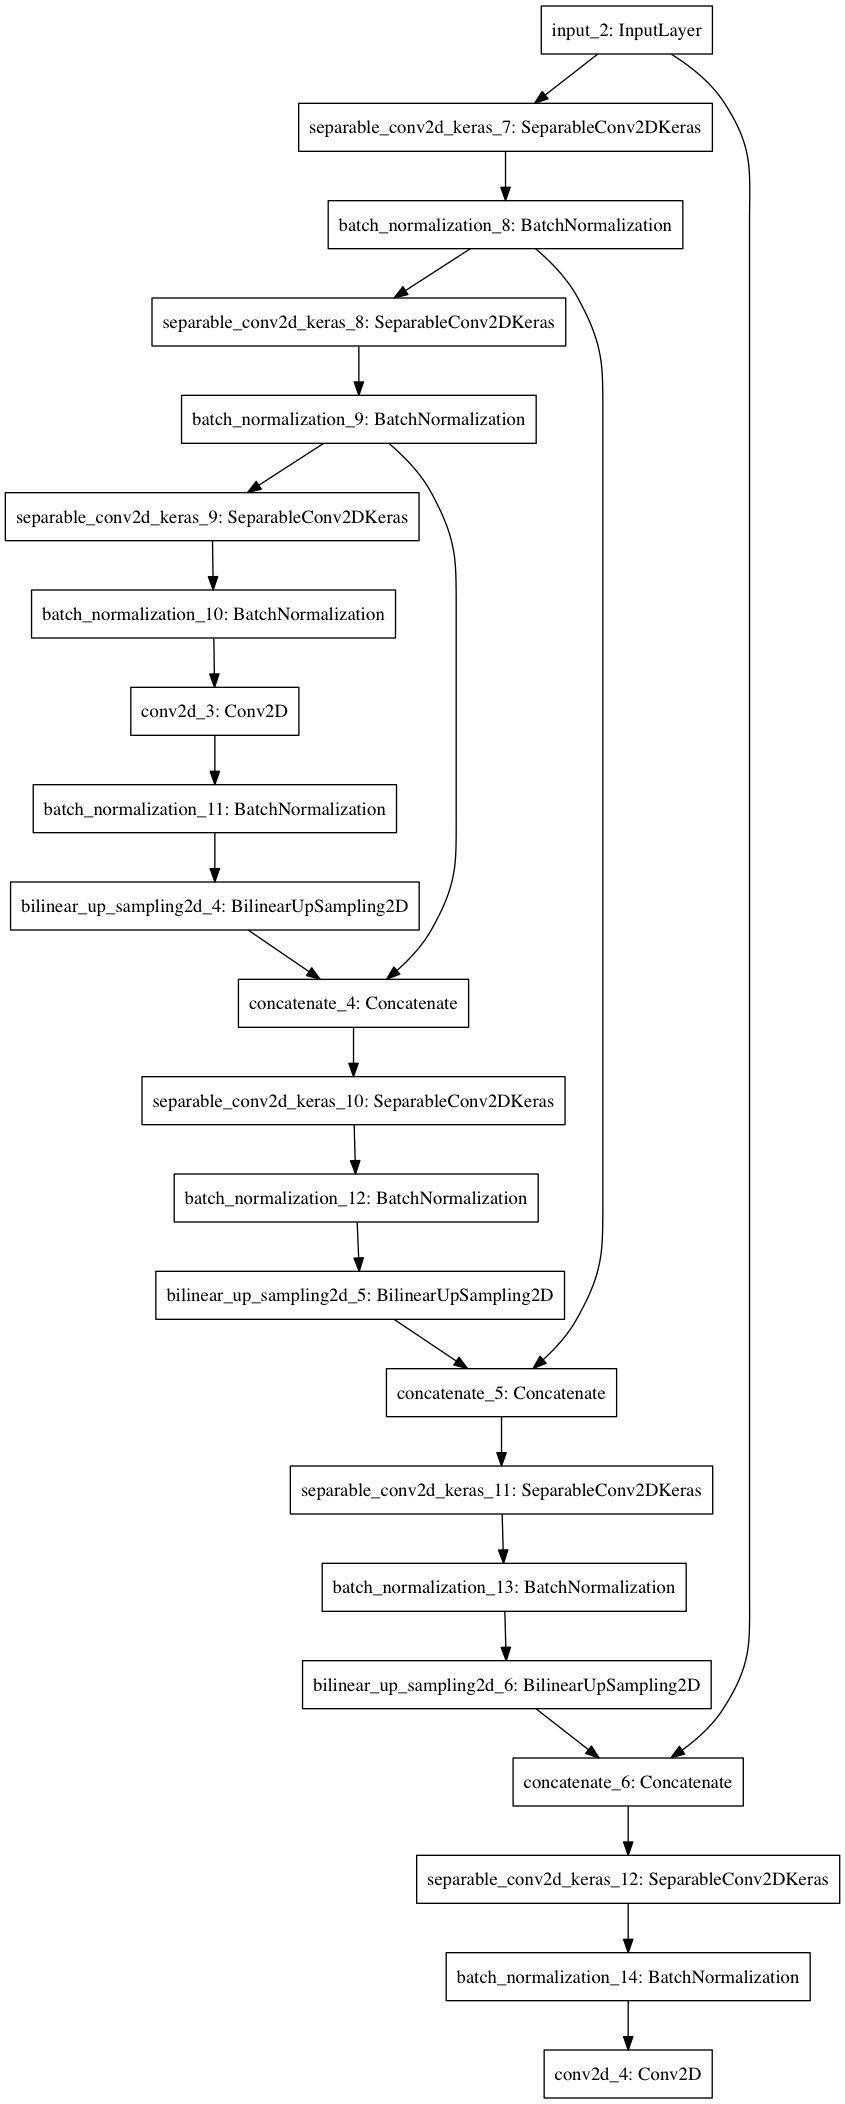 input_2: InputLayer
separable_conv2d_keras_7: SeparableConv2DKeras
batch_normalization_8: BatchNormalization
separable_conv2d_keras_8: SeparableConv2DKeras
batch_normalization_9: BatchNormalization
separable_conv2d_keras_9: SeparableConv2DKeras
batch_normalization_10: BatchNormalization
conv2d_3: Conv2D
batch_normalization_11: BatchNormalization
bilinear_up_sampling2d_4: BilinearUpSampling2D
concatenate_4: Concatenate
separable_conv2d_keras_10: SeparableConv2DKeras
batch_normalization_12: BatchNormalization
bilinear_up_sampling2d_5: BilinearUpSampling2D
concatenate_5: Concatenate
separable_conv2d_keras_11: SeparableConv2DKeras
batch_normalization_13: BatchNormalization
bilinear_up_sampling2d_6: BilinearUpSampling2D
concatenate_6: Concatenate
separable_conv2d_keras_12: SeparableConv2DKeras
batch_normalization_14: BatchNormalization
conv2d_4: Conv2D